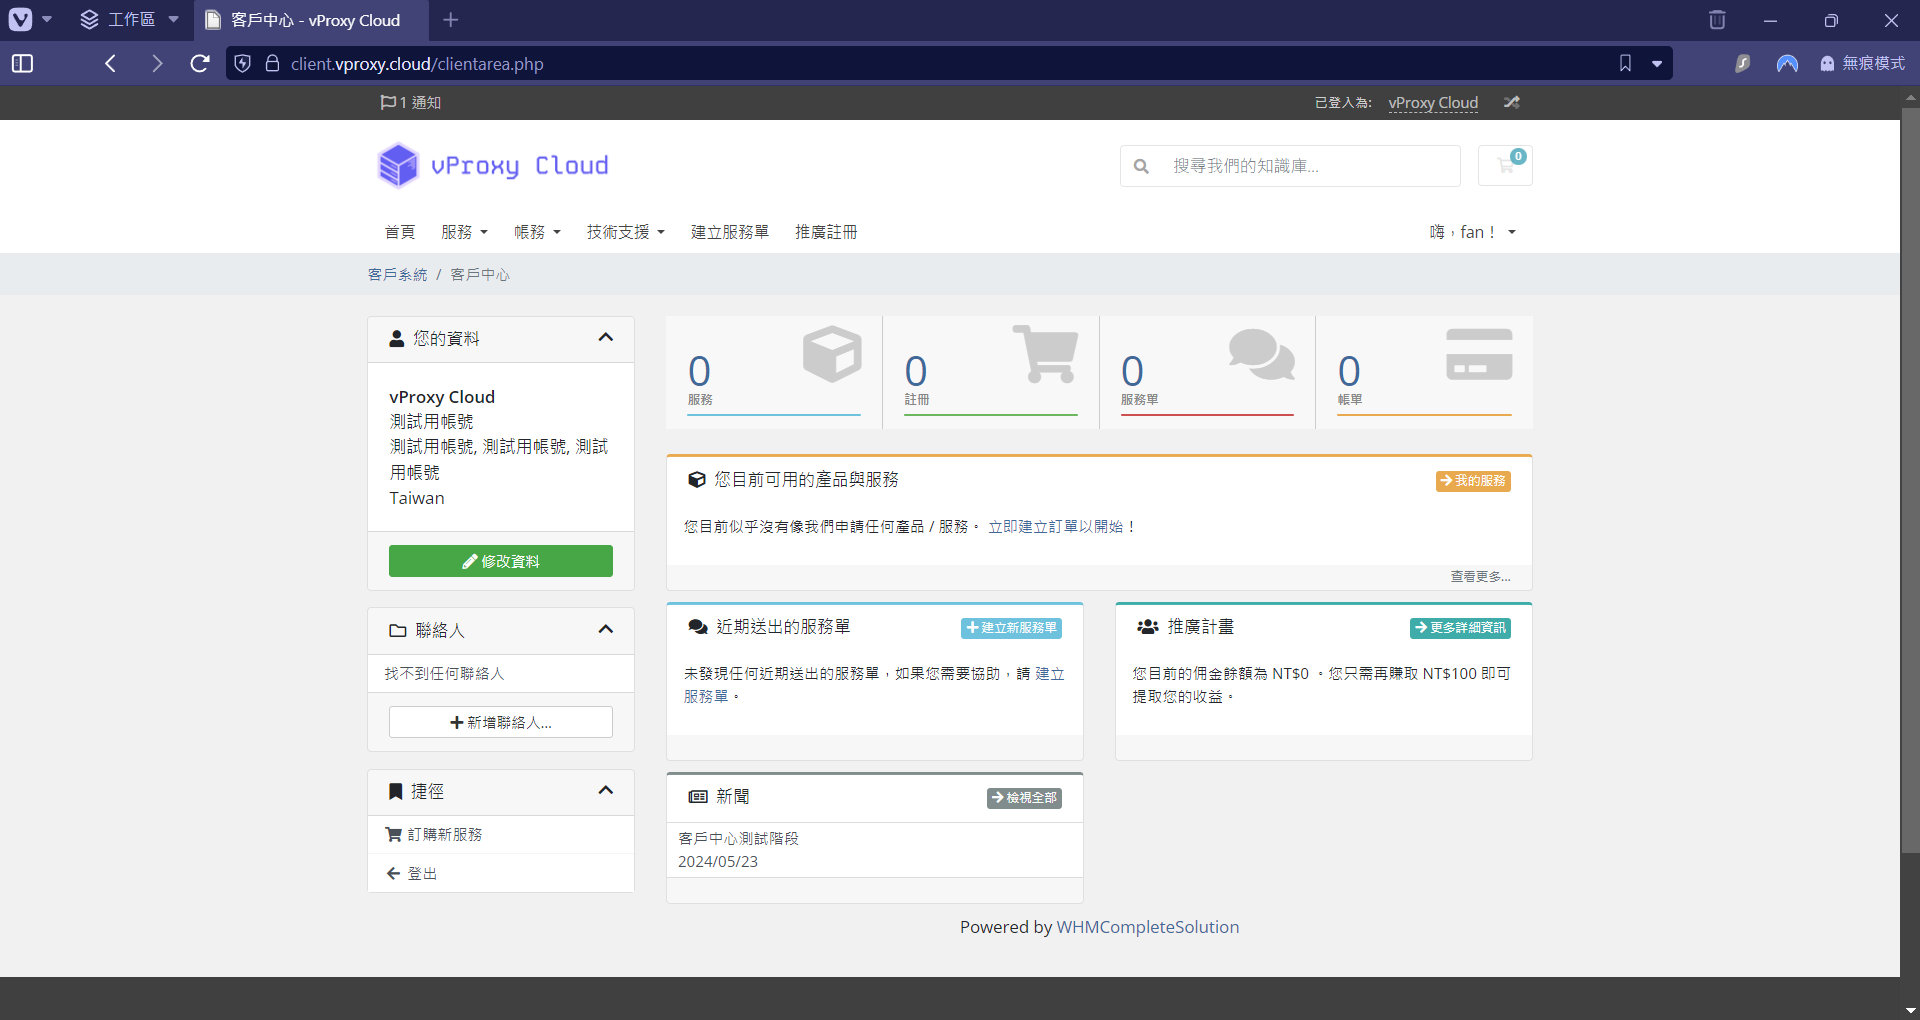 工作區
客戶中心 - vProxy Cloud
client.vproxy.cloud/clientarea.php
無痕模式
1 通知
已登入為: vProxy Cloud
vProxy Cloud
搜尋我們的知識庫...
0
首頁 服務 帳務 技術支援 建立服務單 推廣註冊
嗨，fan！
客戶系統 / 客戶中心
您的資料
vProxy Cloud
測試用帳號
測試用帳號, 測試用帳號, 測試
用帳號
Taiwan
修改資料
聯絡人
找不到任何聯絡人
新增聯絡人...
捷徑
訂購新服務
登出
0
服務
0
註冊
0
服務單
0
帳單
您目前可用的產品與服務
我的服務
您目前似乎沒有像我們申請任何產品 / 服務。 立即建立訂單以開始！
查看更多...
近期送出的服務單
建立新服務單
未發現任何近期送出的服務單，如果您需要協助，請 建立
服務單。
推廣計畫
更多詳細資訊
您目前的佣金餘額為 NT$0 。您只需再賺取 NT$100 即可
提取您的收益。
新聞
檢視全部
客戶中心測試階段
2024/05/23
Powered by WHMCompleteSolution